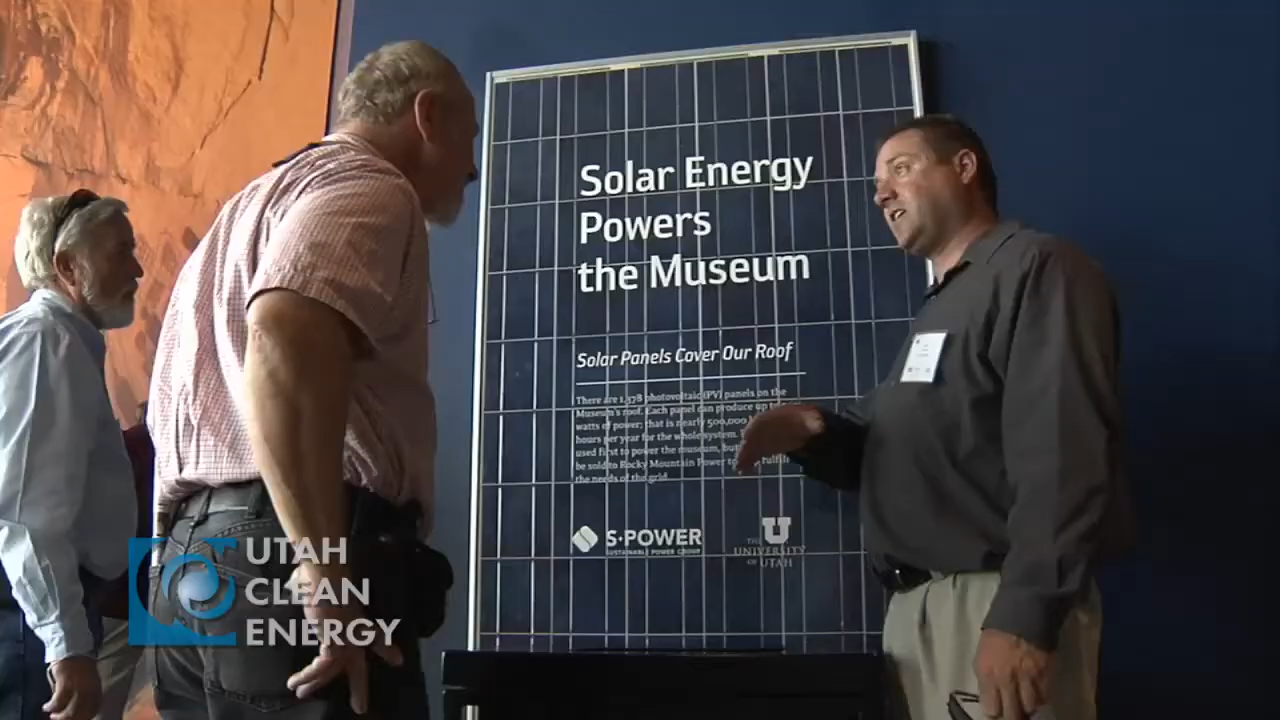 Solar Energy
Powers
the Museum
Solar Panels Cover Our Roof
There are 1,378 photovoltaic (PV) panels on the
Museum's roof. Each panel can produce up
watts of power; that is nearly 500,000
hours per year for the whole system.
used first to power the museum, but
be sold to Rocky Mountain Power to fulfill
the needs of the grid.
S·POWER
SUSTAINABLE POWER GROUP
U
THE
UNIVERSITY
OF UTAH
UTAH
CLEAN
ENERGY